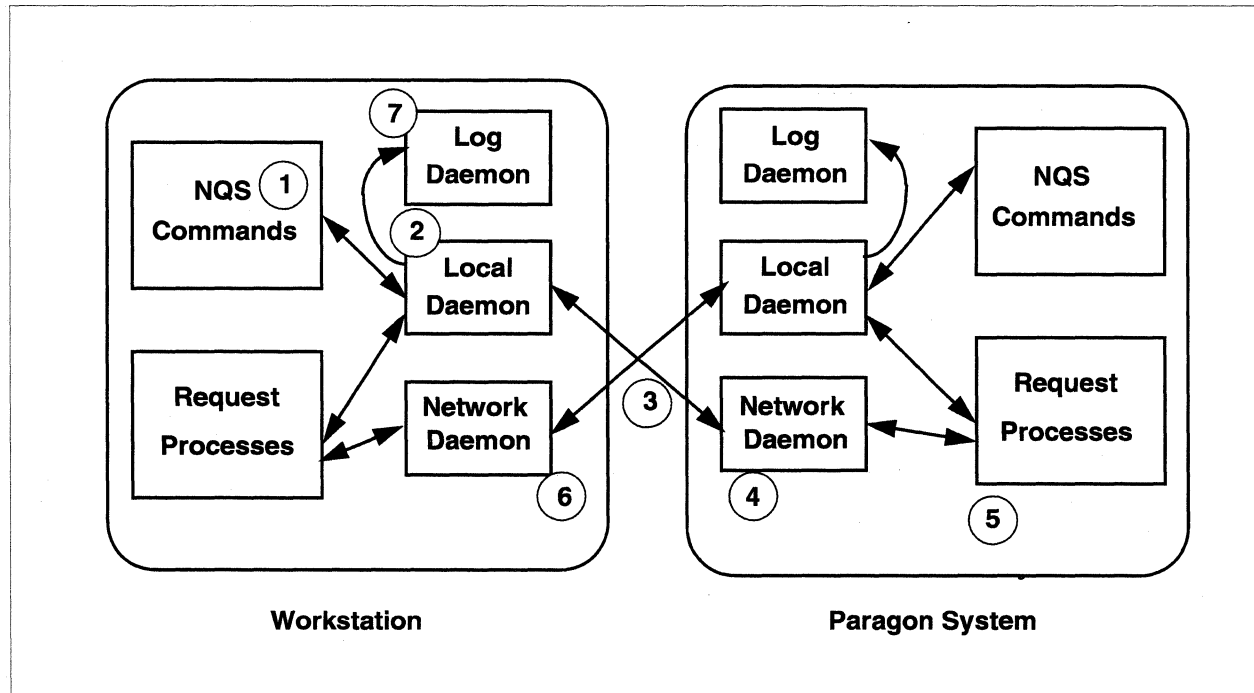 7
Log
Daemon
NQS
1
Commands
2
Local
Daemon
Request
Processes
Network
Daemon
6
3
Log
Daemon
NQS
Commands
Local
Daemon
Network
Daemon
4
Request
Processes
5
Workstation
Paragon System